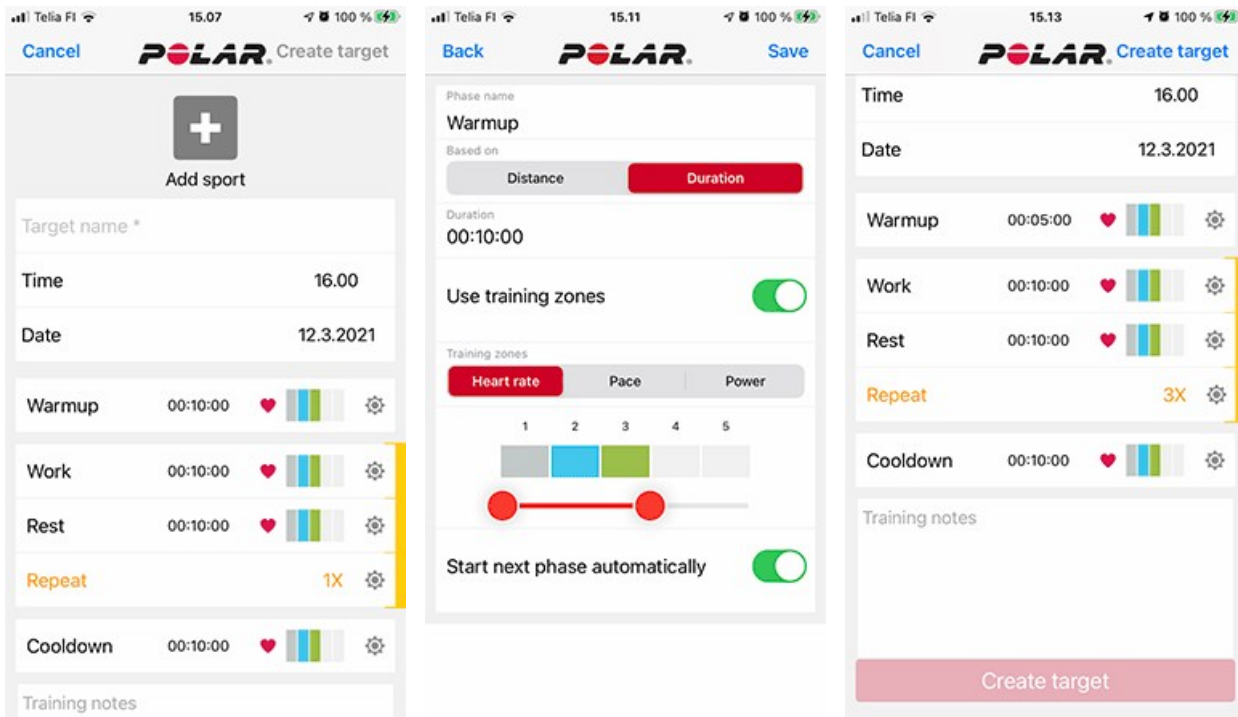 Telia FI 15.07 100 %
Cancel POLAR. Create target
Add sport
Target name *
Time 16.00
Date 12.3.2021
Warmup 00:10:00
Work 00:10:00
Rest 00:10:00
Repeat 1X
Cooldown 00:10:00
Training notes
Telia FI 15.11 100 %
Back POLAR. Save
Phase name
Warmup
Based on
Distance Duration
Duration
00:10:00
Use training zones
Training zones
Heart rate Pace Power
1 2 3 4 5
Start next phase automatically
Telia FI 15.13 100 %
Cancel POLAR. Create target
Time 16.00
Date 12.3.2021
Warmup 00:05:00
Work 00:10:00
Rest 00:10:00
Repeat 3X
Cooldown 00:10:00
Training notes
Create target